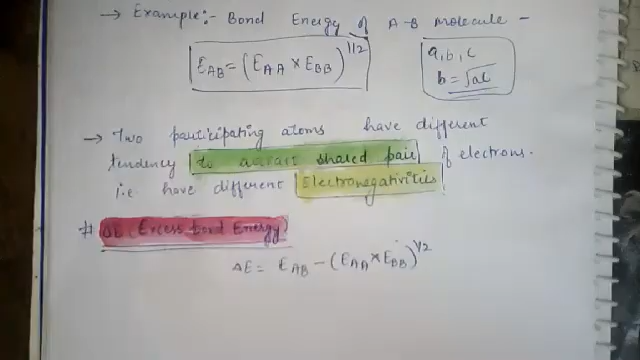 → Example:- Bond Energy of A-B molecule -
E_AB = (E_AA × E_BB)^1/2
a, b, c
b = √ac
→ Two participating atoms have different
tendency to attract shared pair of electrons.
i.e. have different Electronegativities
# ΔE (Excess bond Energy)
ΔE = E_AB - (E_AA × E_BB)^1/2